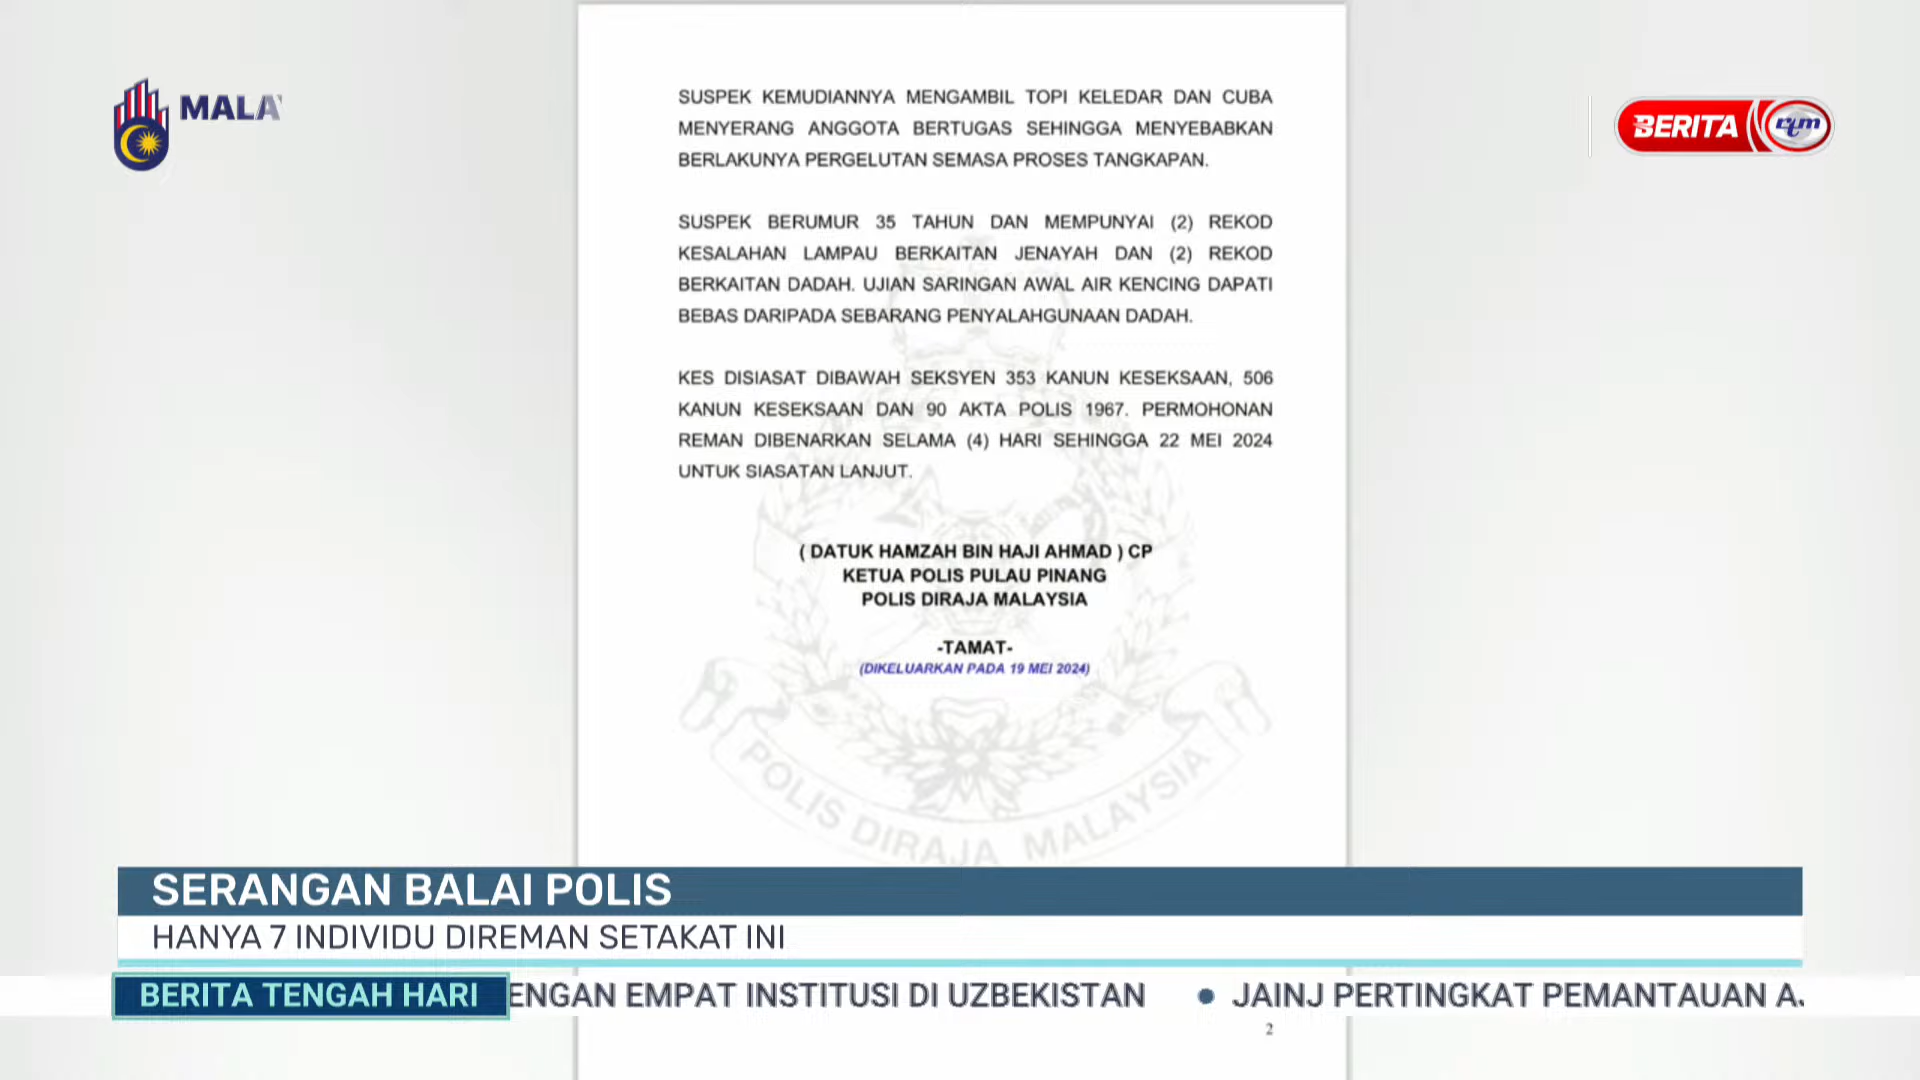 MALA
BERITA rtm
SUSPEK KEMUDIANNYA MENGAMBIL TOPI KELEDAR DAN CUBA
MENYERANG ANGGOTA BERTUGAS SEHINGGA MENYEBABKAN
BERLAKUNYA PERGELUTAN SEMASA PROSES TANGKAPAN.
SUSPEK BERUMUR 35 TAHUN DAN MEMPUNYAI (2) REKOD
KESALAHAN LAMPAU BERKAITAN JENAYAH DAN (2) REKOD
BERKAITAN DADAH. UJIAN SARINGAN AWAL AIR KENCING DAPATI
BEBAS DARIPADA SEBARANG PENYALAHGUNAAN DADAH.
KES DISIASAT DIBAWAH SEKSYEN 353 KANUN KESEKSAAN, 506
KANUN KESEKSAAN DAN 90 AKTA POLIS 1967. PERMOHONAN
REMAN DIBENARKAN SELAMA (4) HARI SEHINGGA 22 MEI 2024
UNTUK SIASATAN LANJUT.
( DATUK HAMZAH BIN HAJI AHMAD ) CP
KETUA POLIS PULAU PINANG
POLIS DIRAJA MALAYSIA
-TAMAT-
(DIKELUARKAN PADA 19 MEI 2024)
POLIS DIRAJA MALAYSIA
SERANGAN BALAI POLIS
HANYA 7 INDIVIDU DIREMAN SETAKAT INI
BERITA TENGAH HARI ENGAN EMPAT INSTITUSI DI UZBEKISTAN • JAINJ PERTINGKAT PEMANTAUAN A
2